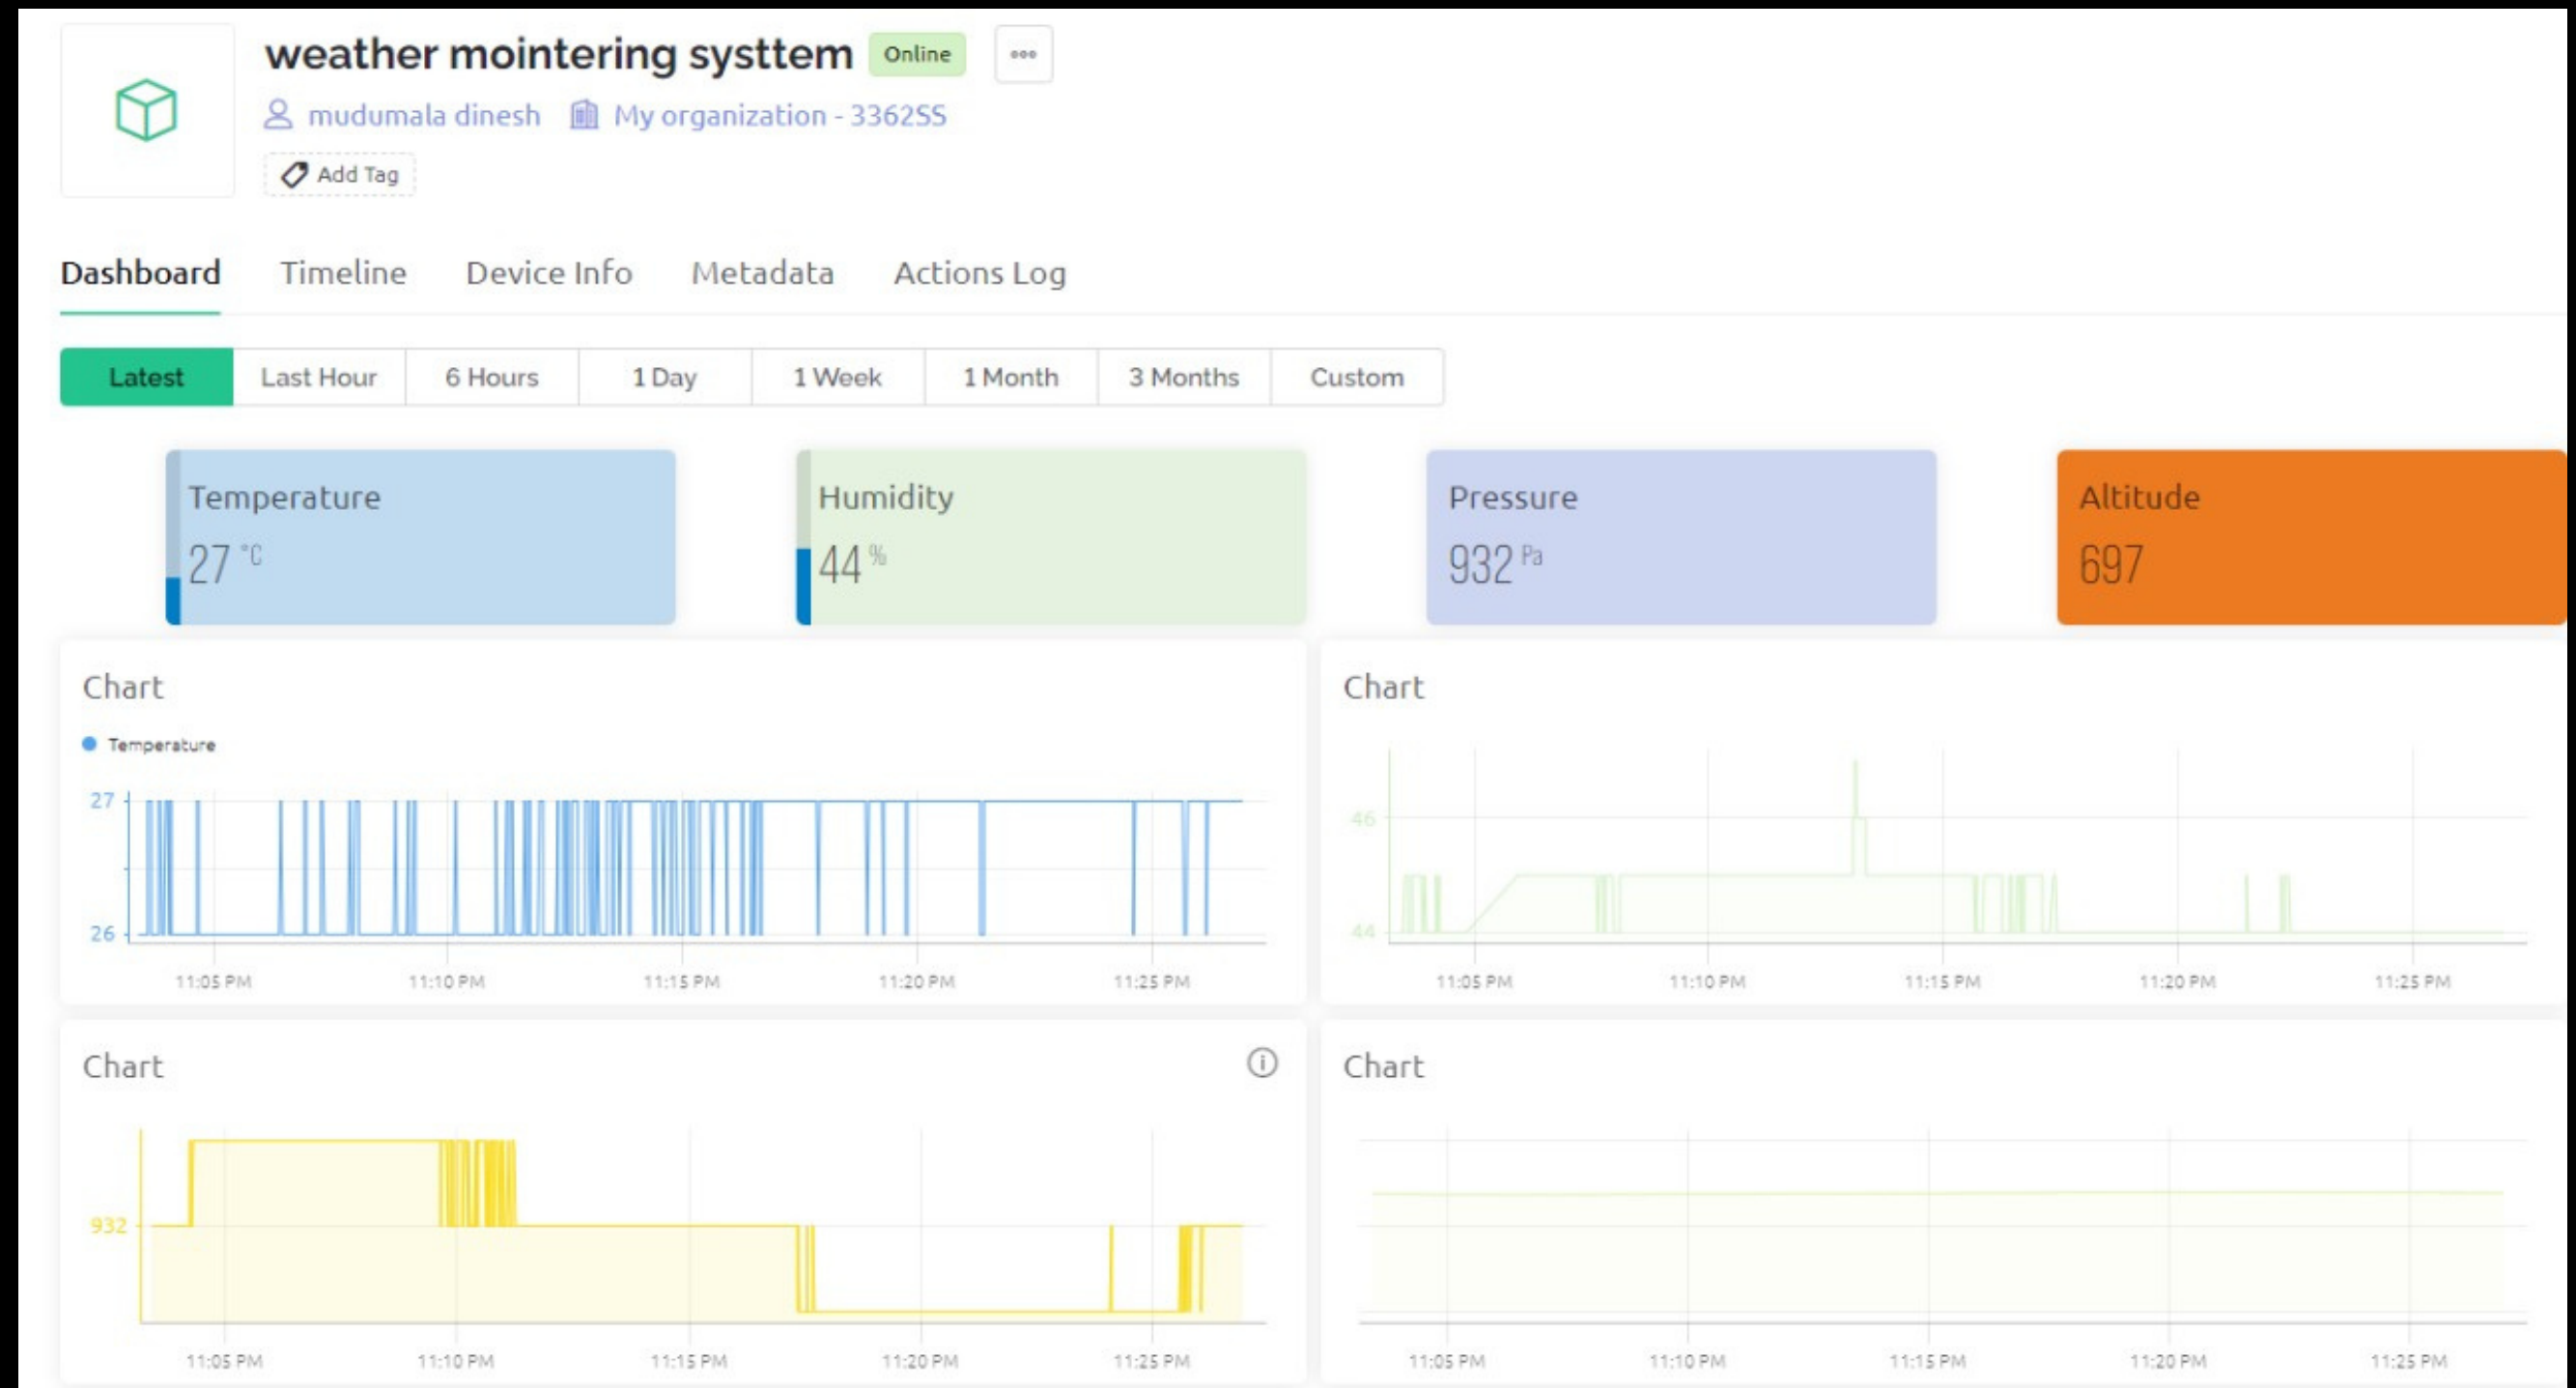 weather mointering systtem Online
mudumala dinesh My organization - 3362SS
Add Tag
Dashboard Timeline Device Info Metadata Actions Log
Latest Last Hour 6 Hours 1 Day 1 Week 1 Month 3 Months Custom
Temperature
27 °C
Humidity
44 %
Pressure
932 Pa
Altitude
697
Chart
Temperature
27
26
11:05 PM 11:10 PM 11:15 PM 11:20 PM 11:25 PM
Chart
46
44
11:05 PM 11:10 PM 11:15 PM 11:20 PM 11:25 PM
Chart
932
11:05 PM 11:10 PM 11:15 PM 11:20 PM 11:25 PM
Chart
11:05 PM 11:10 PM 11:15 PM 11:20 PM 11:25 PM